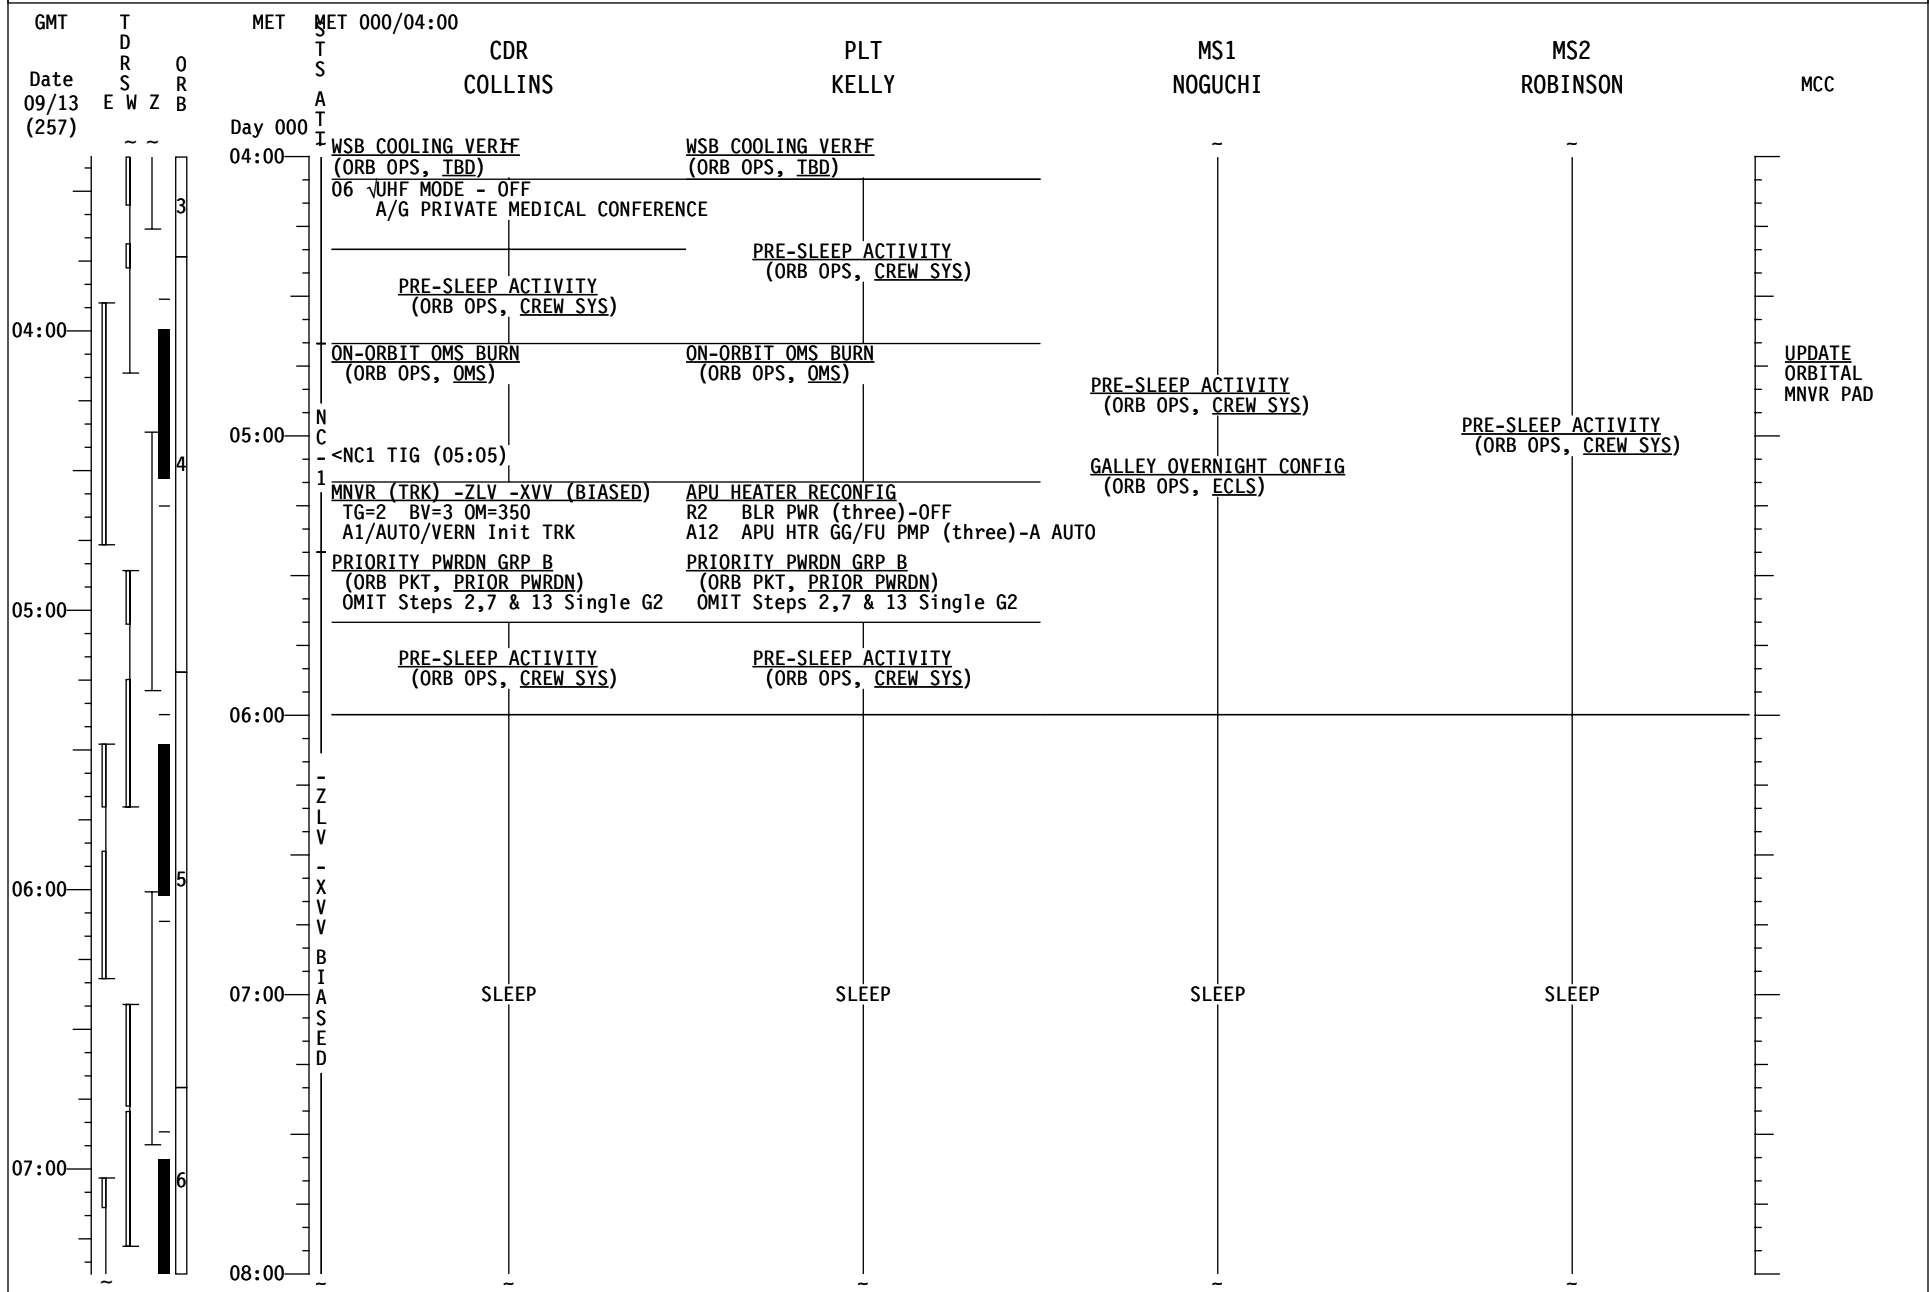 GMT
TDRS
MET
MET 000/04:00
STS ATT
ORB
CDR
PLT
MS1
MS2
Date
COLLINS
KELLY
NOGUCHI
ROBINSON
MCC
09/13
E W Z
(257)
Day 000
04:00
WSB COOLING VERIF
(ORB OPS, TBD)
WSB COOLING VERIF
(ORB OPS, TBD)
06 √UHF MODE - OFF
A/G PRIVATE MEDICAL CONFERENCE
3
PRE-SLEEP ACTIVITY
(ORB OPS, CREW SYS)
PRE-SLEEP ACTIVITY
(ORB OPS, CREW SYS)
04:00
ON-ORBIT OMS BURN
(ORB OPS, OMS)
ON-ORBIT OMS BURN
(ORB OPS, OMS)
UPDATE
ORBITAL
MNVR PAD
PRE-SLEEP ACTIVITY
(ORB OPS, CREW SYS)
NC-1
05:00
PRE-SLEEP ACTIVITY
(ORB OPS, CREW SYS)
4
<NC1 TIG (05:05)
GALLEY OVERNIGHT CONFIG
(ORB OPS, ECLS)
MNVR (TRK) -ZLV -XVV (BIASED)
TG=2 BV=3 OM=350
A1/AUTO/VERN Init TRK
APU HEATER RECONFIG
R2 BLR PWR (three)-OFF
A12 APU HTR GG/FU PMP (three)-A AUTO
PRIORITY PWRDN GRP B
(ORB PKT, PRIOR PWRDN)
OMIT Steps 2,7 & 13 Single G2
PRIORITY PWRDN GRP B
(ORB PKT, PRIOR PWRDN)
OMIT Steps 2,7 & 13 Single G2
05:00
PRE-SLEEP ACTIVITY
(ORB OPS, CREW SYS)
PRE-SLEEP ACTIVITY
(ORB OPS, CREW SYS)
06:00
-ZLV -XVV BIASED
5
06:00
07:00
SLEEP
SLEEP
SLEEP
SLEEP
07:00
6
08:00